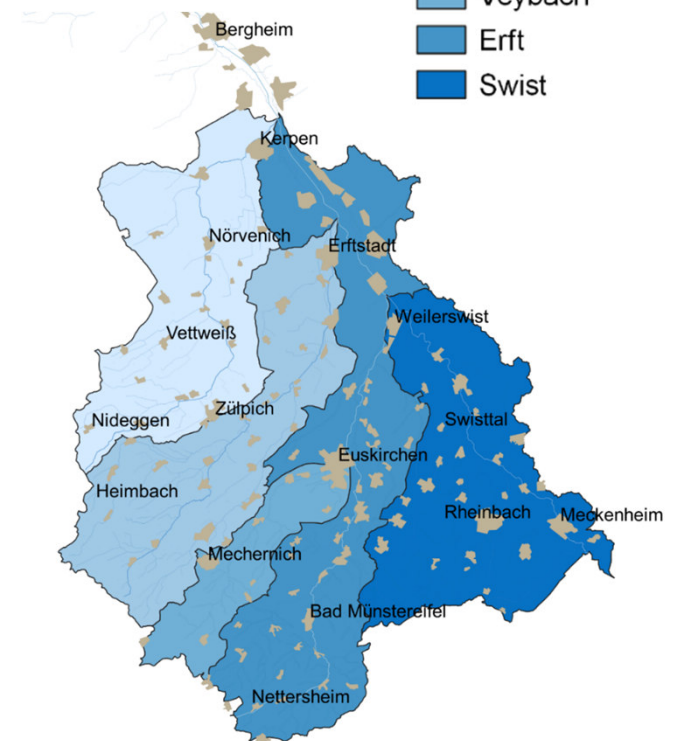 Veybach
Bergheim
Erft
Swist
Kerpen
Nörvenich
Erftstadt
Weilerswist
Vettweiß
Zülpich
Nideggen
Swisttal
Euskirchen
Heimbach
Rheinbach
Meckenheim
Mechernich
Bad Münstereifel
Nettersheim